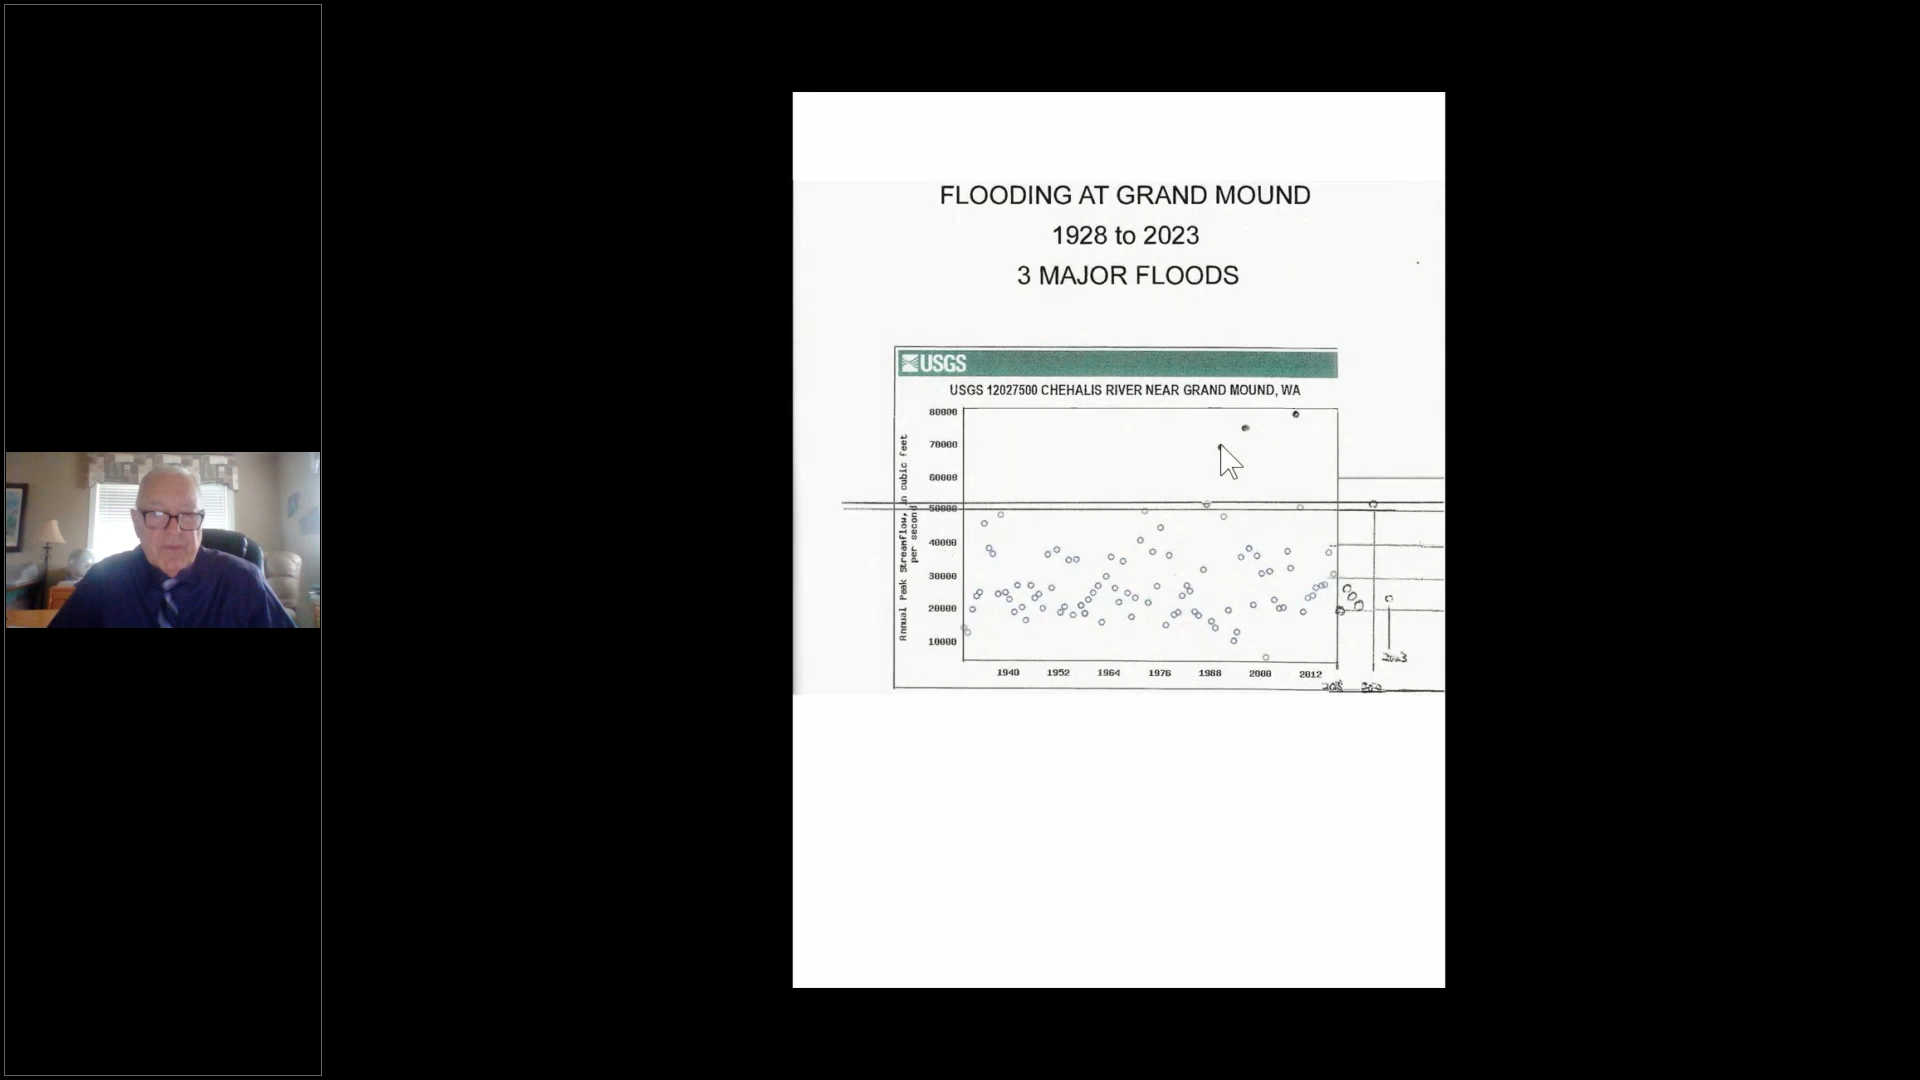 FLOODING AT GRAND MOUND
1928 to 2023
3 MAJOR FLOODS
USGS
USGS 12027500 CHEHALIS RIVER NEAR GRAND MOUND, WA
Annual Peak Streamflow, in cubic feet
per second
80000
70000
60000
50000
40000
30000
20000
10000
1940
1952
1964
1976
1988
2000
2012
2023